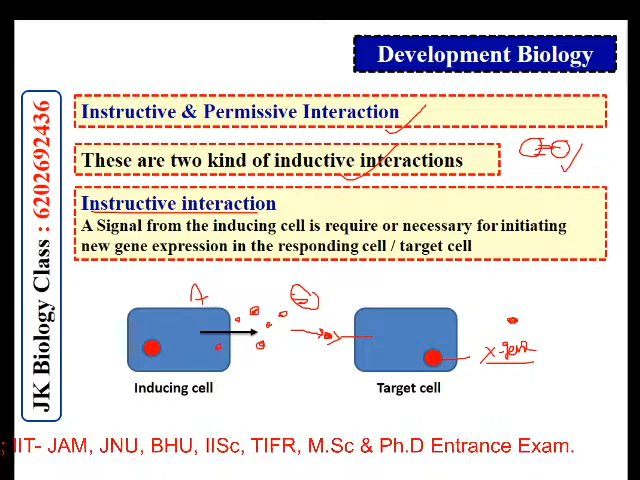 Development Biology
JK Biology Class : 6202692436
Instructive & Permissive Interaction
These are two kind of inductive interactions
Instructive interaction
A Signal from the inducing cell is require or necessary for initiating
new gene expression in the responding cell / target cell
A
X-gene
Inducing cell
Target cell
; IIT- JAM, JNU, BHU, IISc, TIFR, M.Sc & Ph.D Entrance Exam.